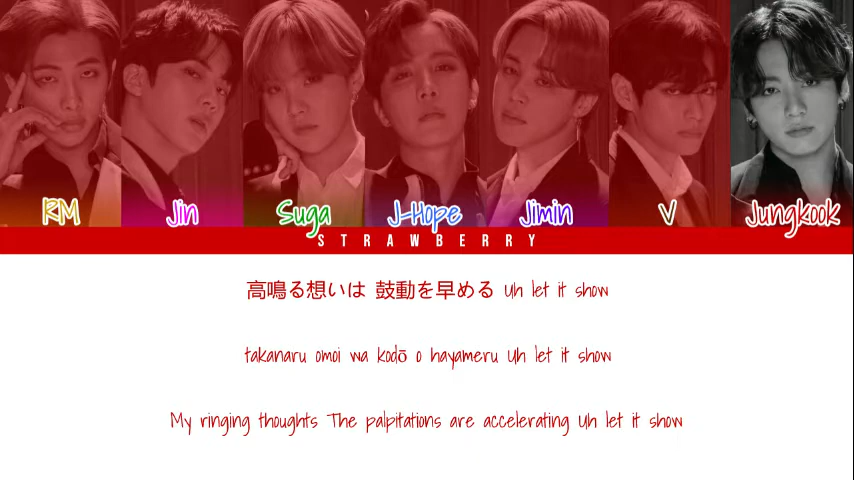 RM Jin Suga J-Hope Jimin V Jungkook
STRAWBERRY
高鳴る想いは 鼓動を早める Uh let it show
takanaru omoi wa kodō o hayameru Uh let it show
My ringing thoughts The palpitations are accelerating Uh let it show